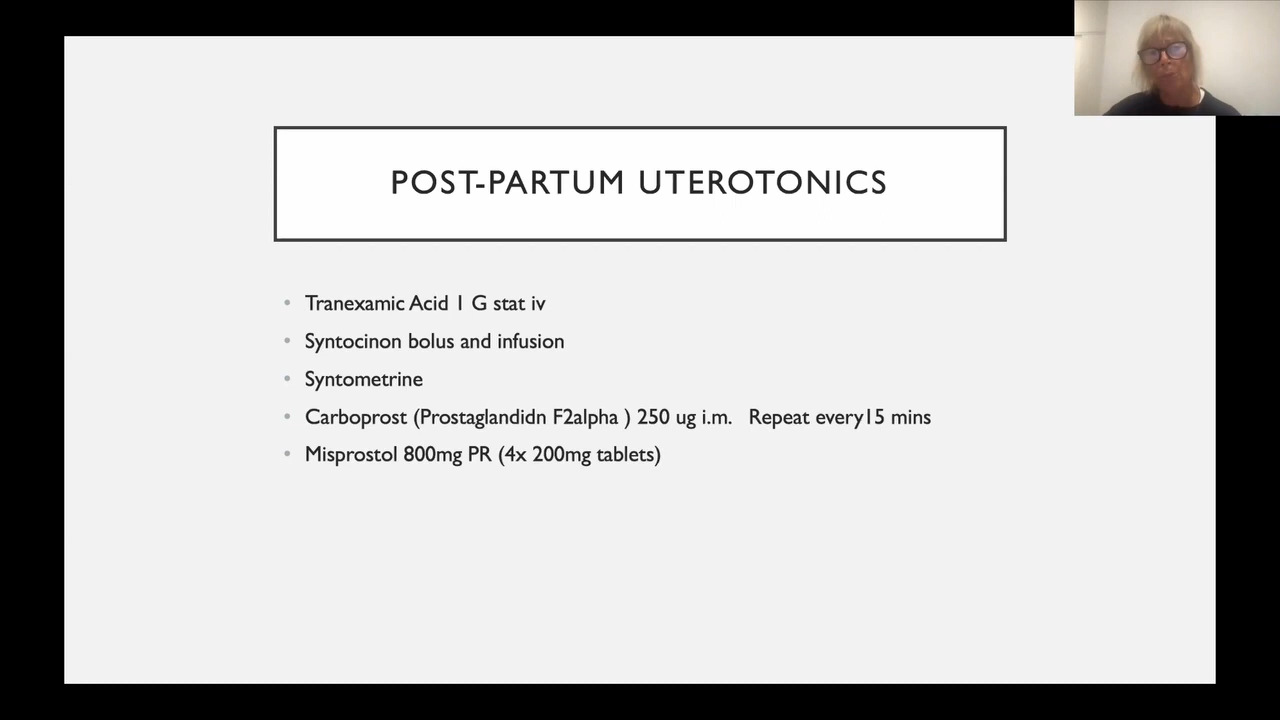 POST-PARTUM UTEROTONICS
• Tranexamic Acid 1 G stat iv
• Syntocinon bolus and infusion
• Syntometrine
• Carboprost (Prostaglandidn F2alpha ) 250 ug i.m. Repeat every15 mins
• Misprostol 800mg PR (4x 200mg tablets)